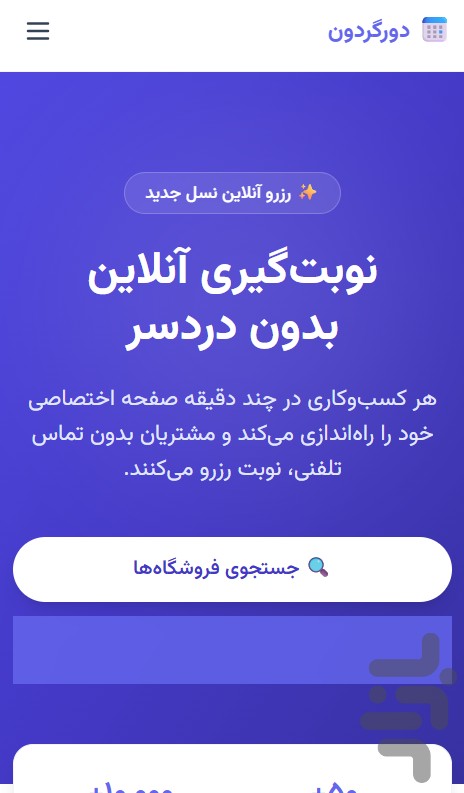 دورگردون
رزرو آنلاین نسل جدید
نوبت‌گیری آنلاین
بدون دردسر
هر کسب‌وکاری در چند دقیقه صفحه اختصاصی
خود را راه‌اندازی می‌کند و مشتریان بدون تماس
تلفنی، نوبت رزرو می‌کنند.
جستجوی فروشگاه‌ها
بازار